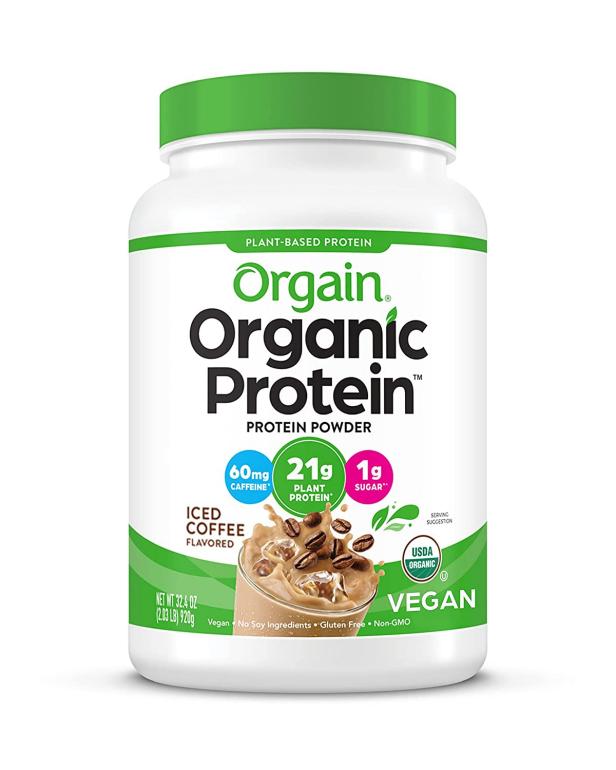 PLANT-BASED PROTEIN
Orgain®
Organic
Protein™
PROTEIN POWDER
60mg
CAFFEINE*
21g
PLANT
PROTEIN*
1g
SUGAR**
ICED
COFFEE
FLAVORED
SERVING
SUGGESTION
USDA
ORGANIC
U
NET WT 32.4 OZ
(2.03 LB) 920g
VEGAN
Vegan • No Soy Ingredients • Gluten Free • Non-GMO